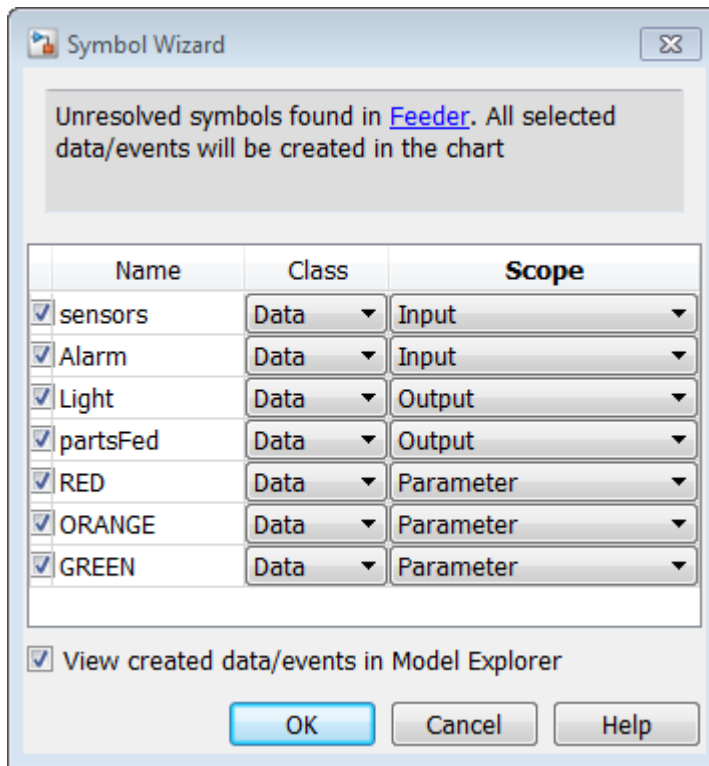 Symbol Wizard
Unresolved symbols found in Feeder. All selected
data/events will be created in the chart
Name Class Scope
sensors Data Input
Alarm Data Input
Light Data Output
partsFed Data Output
RED Data Parameter
ORANGE Data Parameter
GREEN Data Parameter
View created data/events in Model Explorer
OK Cancel Help